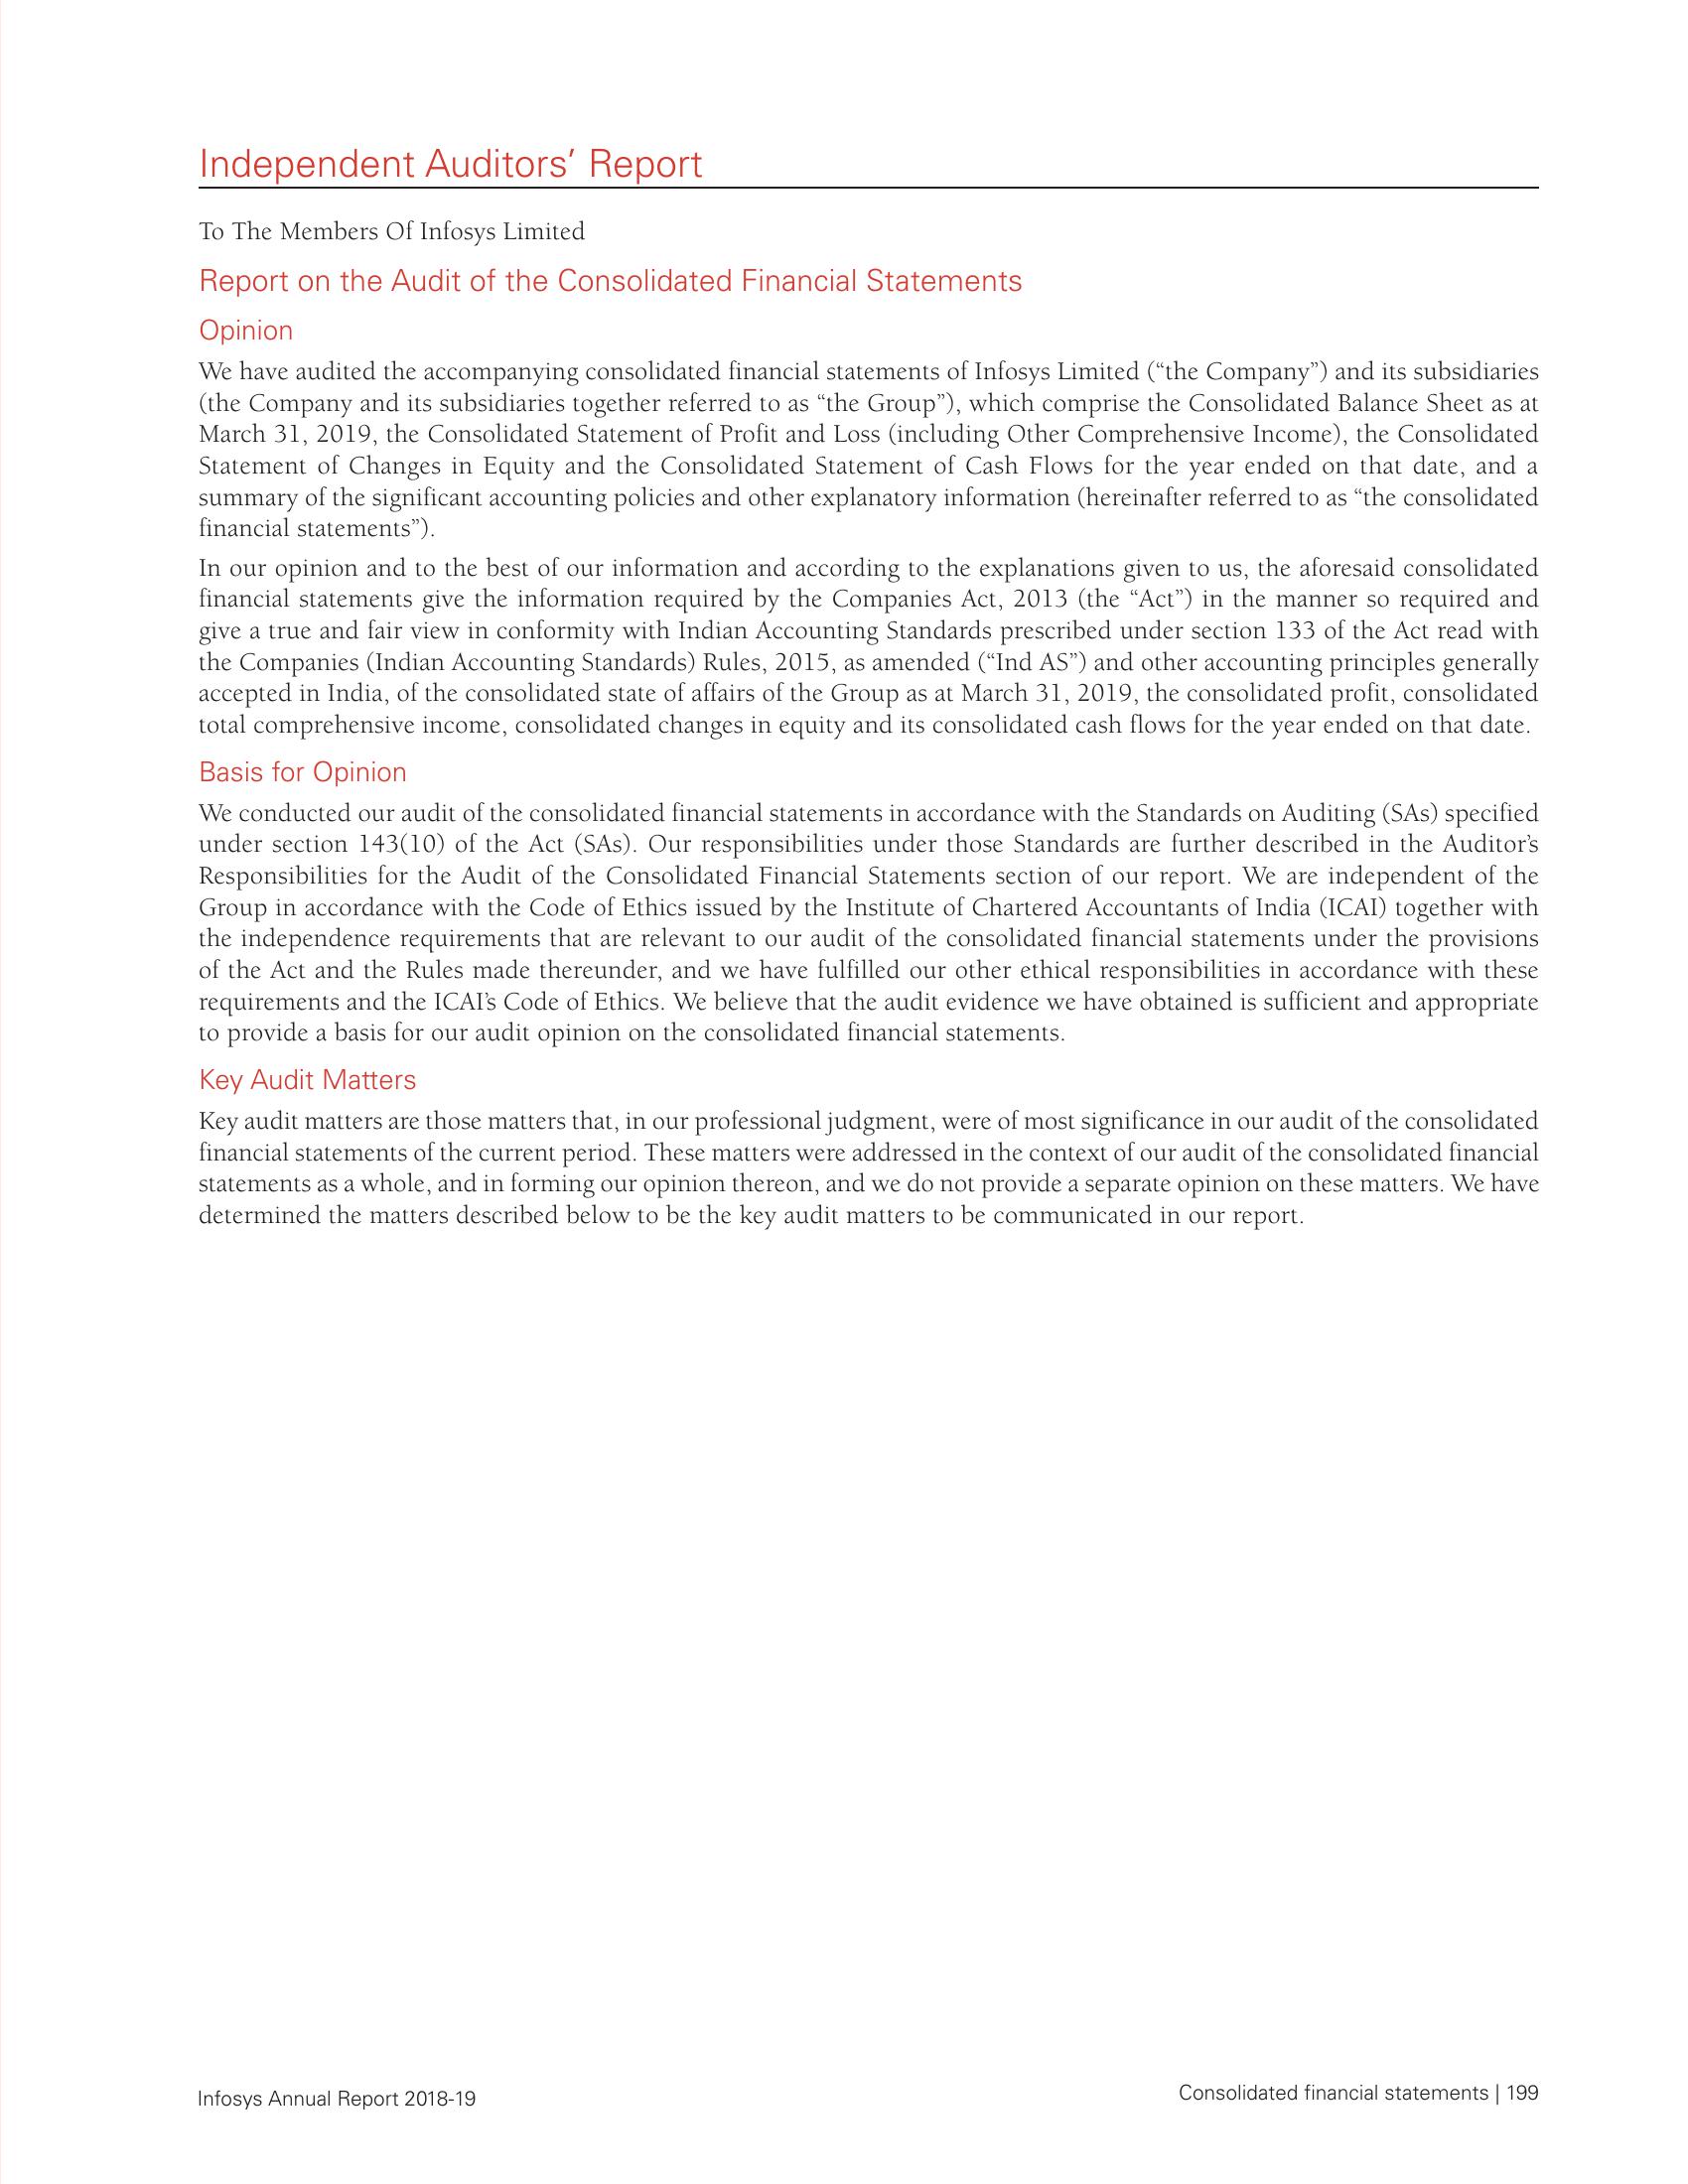 Independent Auditors’ Report
To The Members Of Infosys Limited
Report on the Audit of the Consolidated Financial Statements
Opinion
We have audited the accompanying consolidated financial statements of Infosys Limited (“the Company”) and its subsidiaries
(the Company and its subsidiaries together referred to as “the Group”), which comprise the Consolidated Balance Sheet as at
March 31, 2019, the Consolidated Statement of Profit and Loss (including Other Comprehensive Income), the Consolidated
Statement of Changes in Equity and the Consolidated Statement of Cash Flows for the year ended on that date, and a
summary of the significant accounting policies and other explanatory information (hereinafter referred to as “the consolidated
financial statements”).
In our opinion and to the best of our information and according to the explanations given to us, the aforesaid consolidated
financial statements give the information required by the Companies Act, 2013 (the “Act”) in the manner so required and
give a true and fair view in conformity with Indian Accounting Standards prescribed under section 133 of the Act read with
the Companies (Indian Accounting Standards) Rules, 2015, as amended (“Ind AS”) and other accounting principles generally
accepted in India, of the consolidated state of affairs of the Group as at March 31, 2019, the consolidated profit, consolidated
total comprehensive income, consolidated changes in equity and its consolidated cash flows for the year ended on that date.
Basis for Opinion
We conducted our audit of the consolidated financial statements in accordance with the Standards on Auditing (SAs) specified
under section 143(10) of the Act (SAs). Our responsibilities under those Standards are further described in the Auditor’s
Responsibilities for the Audit of the Consolidated Financial Statements section of our report. We are independent of the
Group in accordance with the Code of Ethics issued by the Institute of Chartered Accountants of India (ICAI) together with
the independence requirements that are relevant to our audit of the consolidated financial statements under the provisions
of the Act and the Rules made thereunder, and we have fulfilled our other ethical responsibilities in accordance with these
requirements and the ICAI’s Code of Ethics. We believe that the audit evidence we have obtained is sufficient and appropriate
to provide a basis for our audit opinion on the consolidated financial statements.
Key Audit Matters
Key audit matters are those matters that, in our professional judgment, were of most significance in our audit of the consolidated
financial statements of the current period. These matters were addressed in the context of our audit of the consolidated financial
statements as a whole, and in forming our opinion thereon, and we do not provide a separate opinion on these matters. We have
determined the matters described below to be the key audit matters to be communicated in our report.
Infosys Annual Report 2018-19
Consolidated financial statements | 199